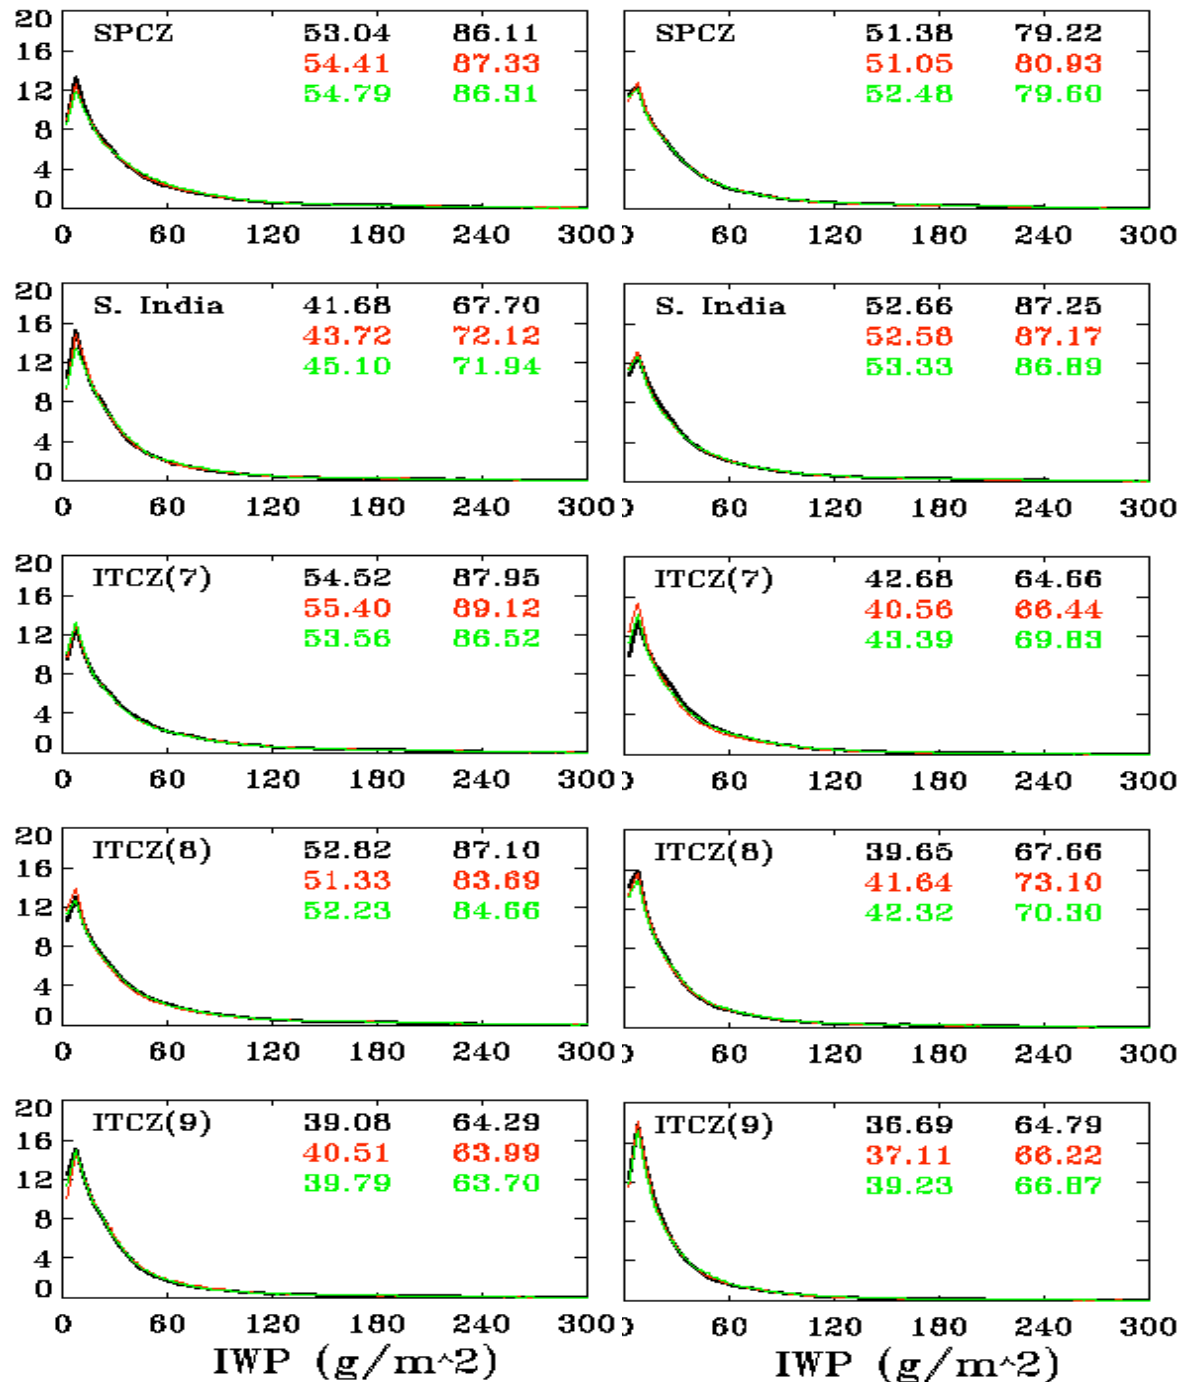 20 SPCZ 53.04 86.11 SPCZ 51.38 79.22
16 54.41 87.33 51.05 80.93
12 54.79 86.31 52.48 79.60
8
4
0
0 60 120 180 240 300 0 60 120 180 240 300
20 S. India 41.68 67.70 S. India 52.66 87.25
16 43.72 72.12 52.58 87.17
12 45.10 71.94 53.33 86.89
8
4
0
0 60 120 180 240 300 0 60 120 180 240 300
20 ITCZ(7) 54.52 87.95 ITCZ(7) 42.68 64.66
16 55.40 89.12 40.56 66.44
12 53.56 86.52 43.39 69.83
8
4
0
0 60 120 180 240 300 0 60 120 180 240 300
20 ITCZ(8) 52.82 87.10 ITCZ(8) 39.65 67.66
16 51.33 83.69 41.64 73.10
12 52.23 84.66 42.32 70.30
8
4
0
0 60 120 180 240 300 0 60 120 180 240 300
20 ITCZ(9) 39.08 64.29 ITCZ(9) 36.69 64.79
16 40.51 63.99 37.11 66.22
12 39.79 63.70 39.23 66.87
8
4
0
0 60 120 180 240 300 0 60 120 180 240 300
IWP (g/m^2) IWP (g/m^2)